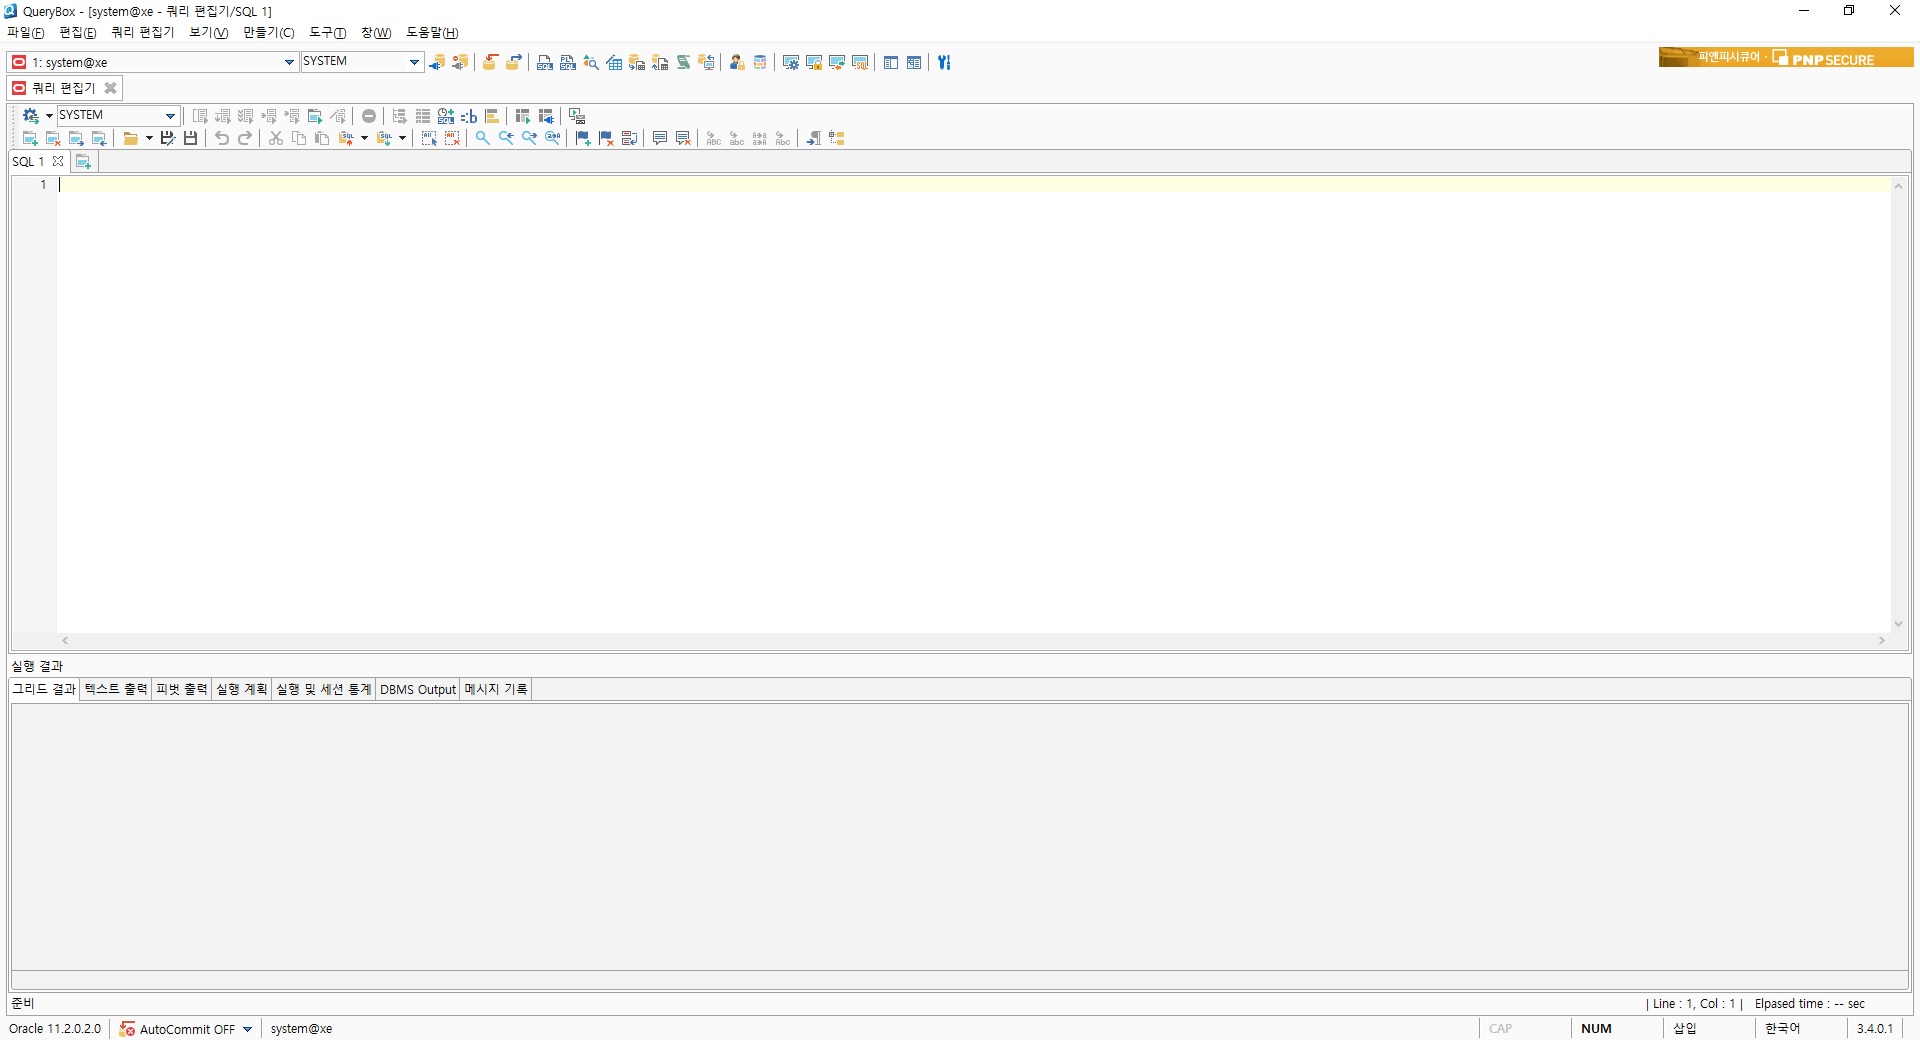 QueryBox - [system@xe - 쿼리 편집기/SQL 1]
파일(F) 편집(E) 쿼리 편집기 보기(V) 만들기(C) 도구(T) 창(W) 도움말(H)
1: system@xe SYSTEM 피앤피시큐어 · PNP SECURE
쿼리 편집기
SYSTEM
SQL 1
1
실행 결과
그리드 결과 텍스트 출력 피벗 출력 실행 계획 실행 및 세션 통계 DBMS Output 메시지 기록
준비 | Line : 1, Col : 1 | Elpased time : -- sec
Oracle 11.2.0.2.0 AutoCommit OFF system@xe CAP NUM 삽입 한국어 3.4.0.1